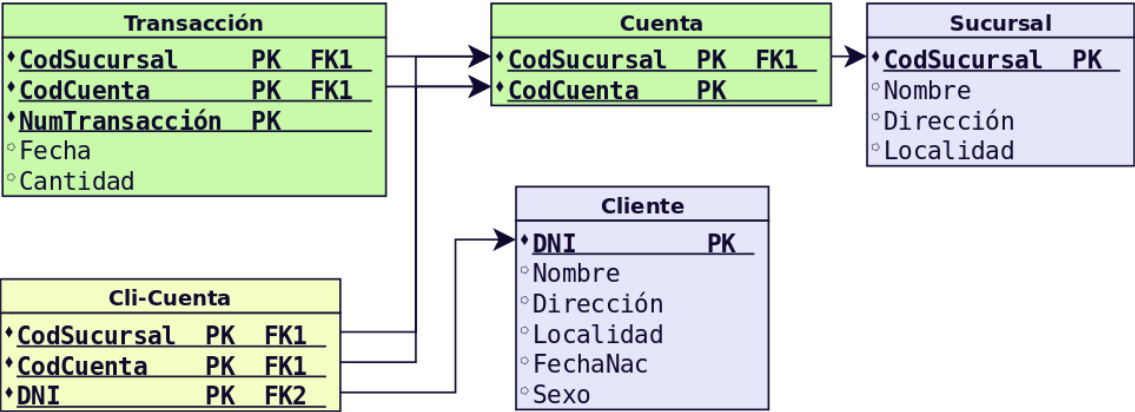 Transacción
CodSucursal PK FK1
CodCuenta PK FK1
NumTransacción PK
Fecha
Cantidad
Cuenta
CodSucursal PK FK1
CodCuenta PK
Sucursal
CodSucursal PK
Nombre
Dirección
Localidad
Cliente
DNI PK
Nombre
Dirección
Localidad
FechaNac
Sexo
Cli-Cuenta
CodSucursal PK FK1
CodCuenta PK FK1
DNI PK FK2